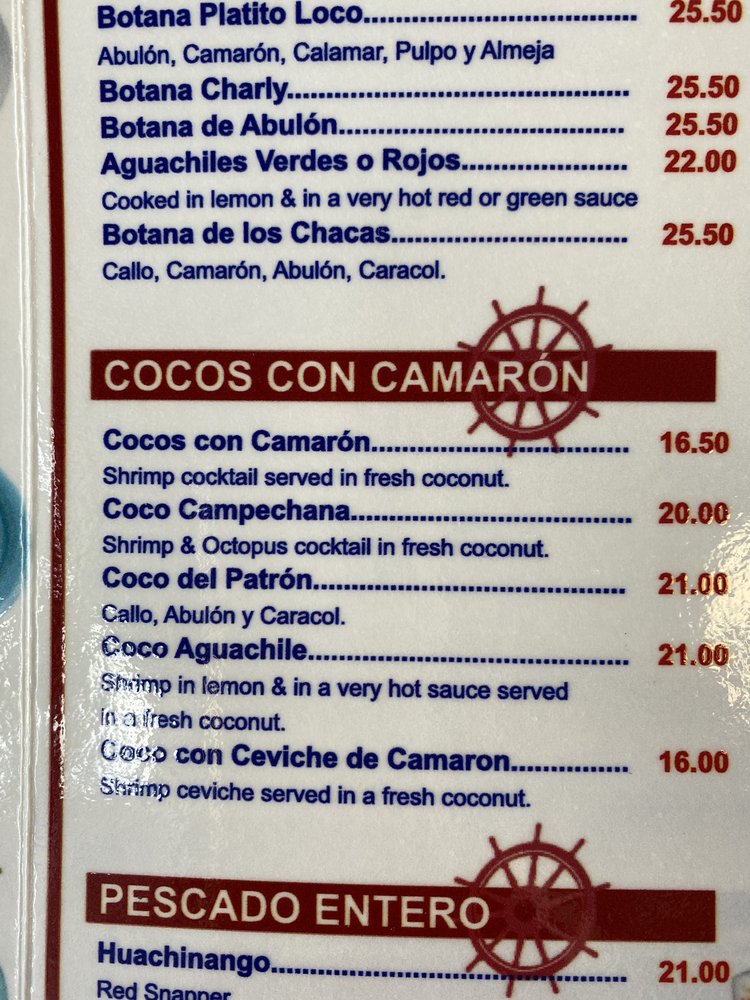 Botana Platito Loco.................................. 25.50
Abulón, Camarón, Calamar, Pulpo y Almeja
Botana Charly........................................... 25.50
Botana de Abulón.................................... 25.50
Aguachiles Verdes o Rojos..................... 22.00
Cooked in lemon & in a very hot red or green sauce
Botana de los Chacas.............................. 25.50
Callo, Camarón, Abulón, Caracol.
COCOS CON CAMARÓN
Cocos con Camarón................................ 16.50
Shrimp cocktail served in fresh coconut.
Coco Campechana................................... 20.00
Shrimp & Octopus cocktail in fresh coconut.
Coco del Patrón....................................... 21.00
Callo, Abulón y Caracol.
Coco Aguachile........................................ 21.00
Shrimp in lemon & in a very hot sauce served
in a fresh coconut.
Coco con Ceviche de Camaron............... 16.00
Shrimp ceviche served in a fresh coconut.
PESCADO ENTERO
Huachinango............................................. 21.00
Red Snapper